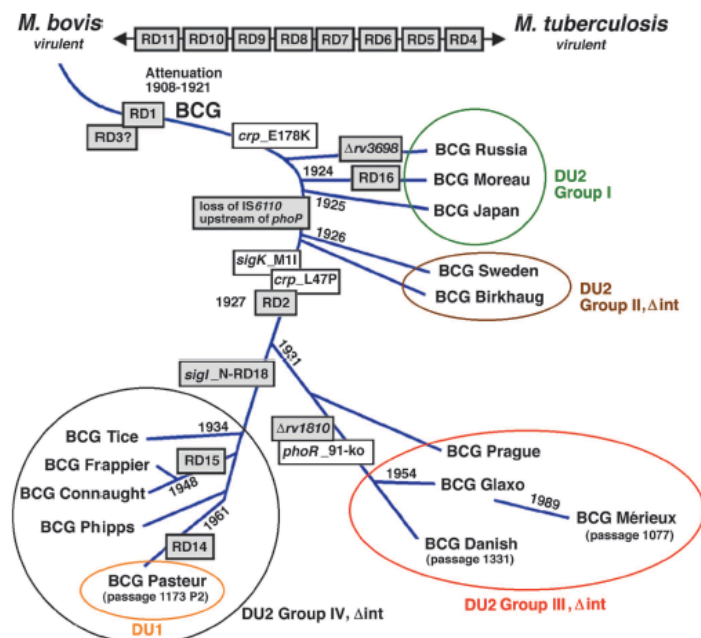 M. bovis
virulent
RD11 RD10 RD9 RD8 RD7 RD6 RD5 RD4
M. tuberculosis
virulent
Attenuation
1908-1921
RD1
BCG
RD3?
crp_E178K
Δrv3698
BCG Russia
1924
RD16
BCG Moreau
DU2
Group I
1925
BCG Japan
loss of IS6110
upstream of phoP
1926
sigK_M1I
crp_L47P
BCG Sweden
BCG Birkhaug
DU2
Group II, Δint
1927
RD2
1931
sigI_N-RD18
Δrv1810
phoR_91-ko
BCG Tice
1934
BCG Frappier
RD15
BCG Connaught
1948
BCG Phipps
1961
RD14
BCG Pasteur
(passage 1173 P2)
DU1
DU2 Group IV, Δint
BCG Prague
1954
BCG Glaxo
1989
BCG Mérieux
(passage 1077)
BCG Danish
(passage 1331)
DU2 Group III, Δint